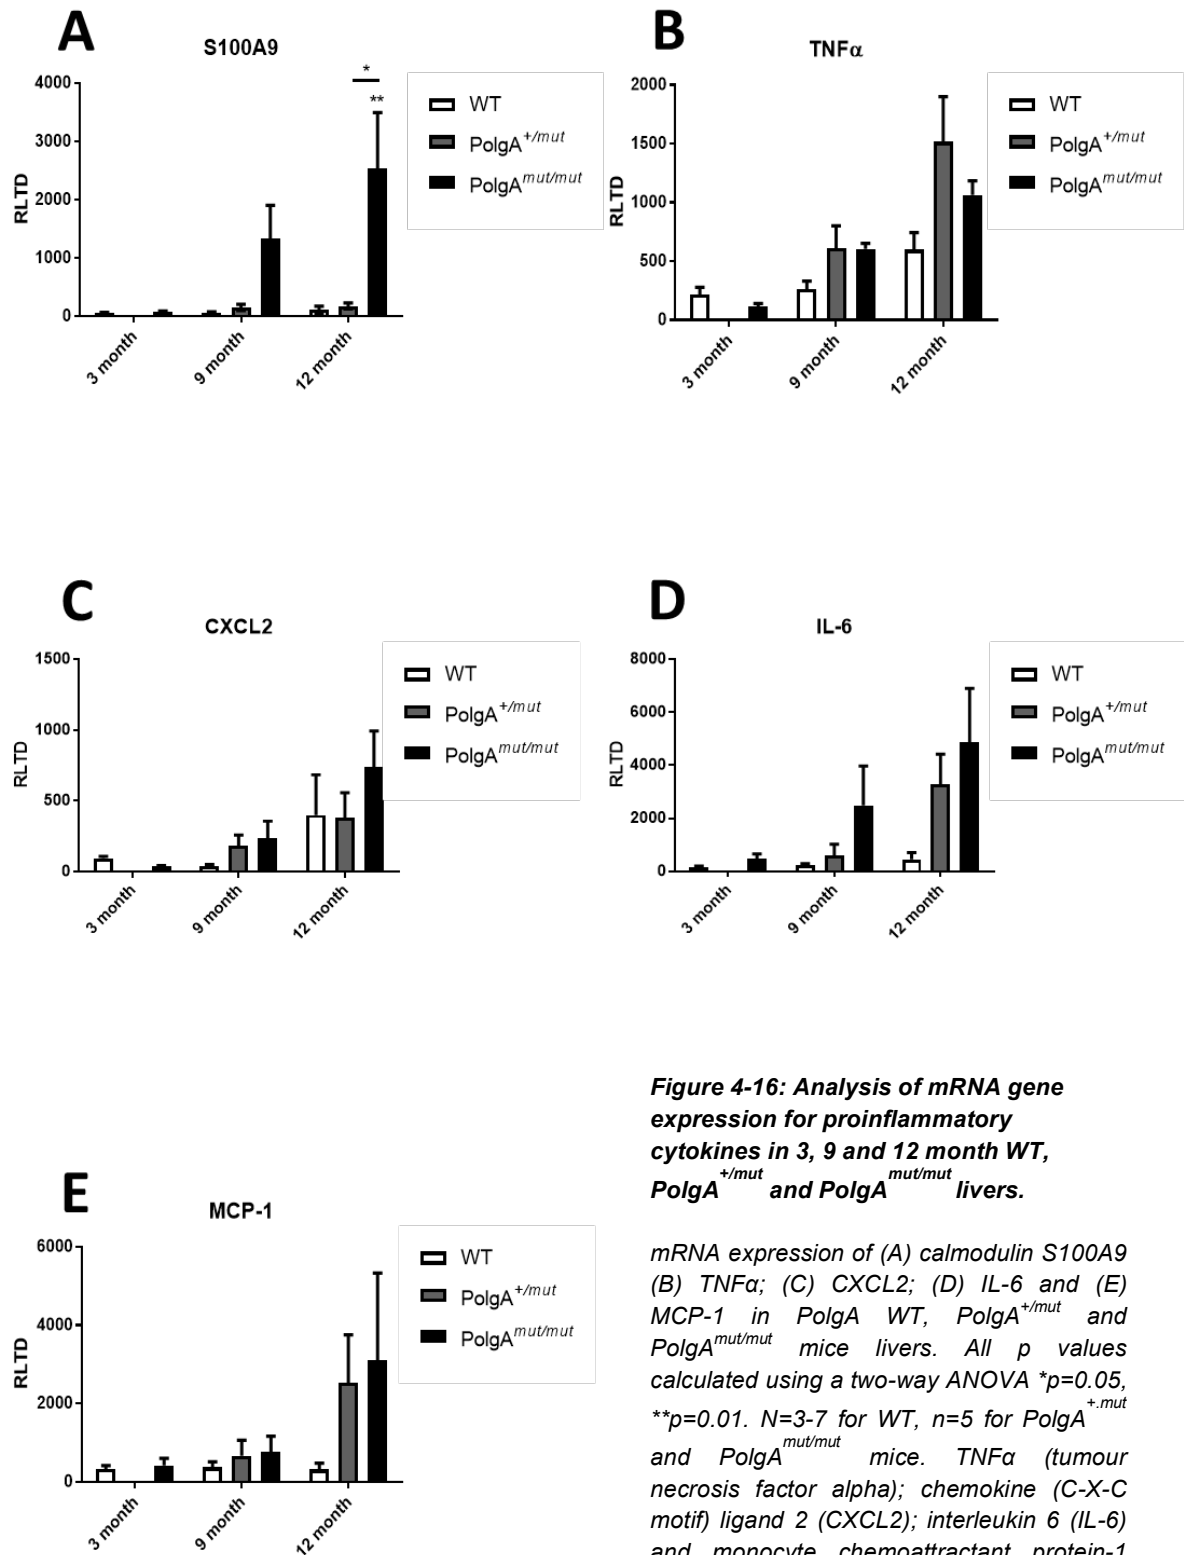 A
S100A9
4000
3000
2000
1000
0
RLTD
*
**
3 month
9 month
12 month
WT
PolgA+/mut
PolgAmut/mut
B
TNFα
2000
1500
1000
500
0
RLTD
3 month
9 month
12 month
WT
PolgA+/mut
PolgAmut/mut
C
CXCL2
1500
1000
500
0
RLTD
3 month
9 month
12 month
WT
PolgA+/mut
PolgAmut/mut
D
IL-6
8000
6000
4000
2000
0
RLTD
3 month
9 month
12 month
WT
PolgA+/mut
PolgAmut/mut
E
MCP-1
6000
4000
2000
0
RLTD
3 month
9 month
12 month
WT
PolgA+/mut
PolgAmut/mut
Figure 4-16: Analysis of mRNA gene
expression for proinflammatory
cytokines in 3, 9 and 12 month WT,
PolgA+/mut and PolgAmut/mut livers.
mRNA expression of (A) calmodulin S100A9
(B) TNFα; (C) CXCL2; (D) IL-6 and (E)
MCP-1 in PolgA WT, PolgA+/mut and
PolgAmut/mut mice livers. All p values
calculated using a two-way ANOVA *p=0.05,
**p=0.01. N=3-7 for WT, n=5 for PolgA+.mut
and PolgAmut/mut mice. TNFα (tumour
necrosis factor alpha); chemokine (C-X-C
motif) ligand 2 (CXCL2); interleukin 6 (IL-6)
and monocyte chemoattractant protein-1